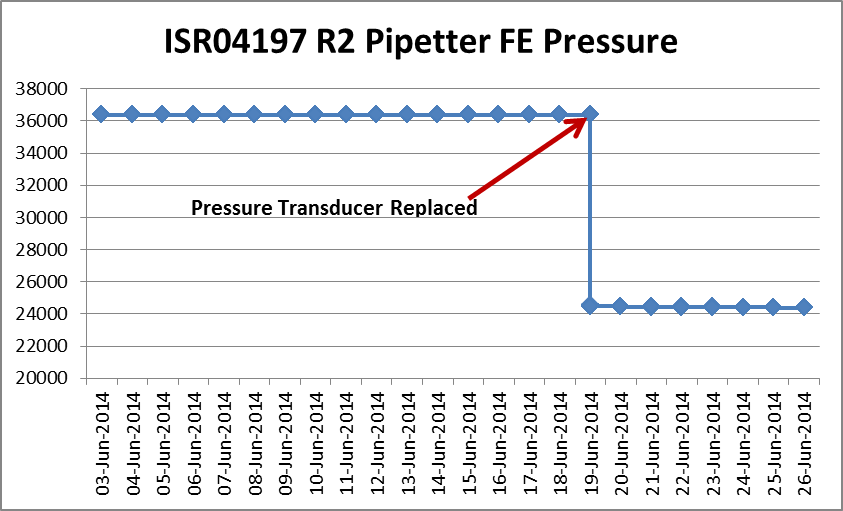 ISR04197 R2 Pipetter FE Pressure
38000
36000
34000
32000
30000
28000
26000
24000
22000
20000
Pressure Transducer Replaced
03-Jun-2014
04-Jun-2014
05-Jun-2014
06-Jun-2014
07-Jun-2014
08-Jun-2014
09-Jun-2014
10-Jun-2014
11-Jun-2014
12-Jun-2014
13-Jun-2014
14-Jun-2014
15-Jun-2014
16-Jun-2014
17-Jun-2014
18-Jun-2014
19-Jun-2014
20-Jun-2014
21-Jun-2014
22-Jun-2014
23-Jun-2014
24-Jun-2014
25-Jun-2014
26-Jun-2014